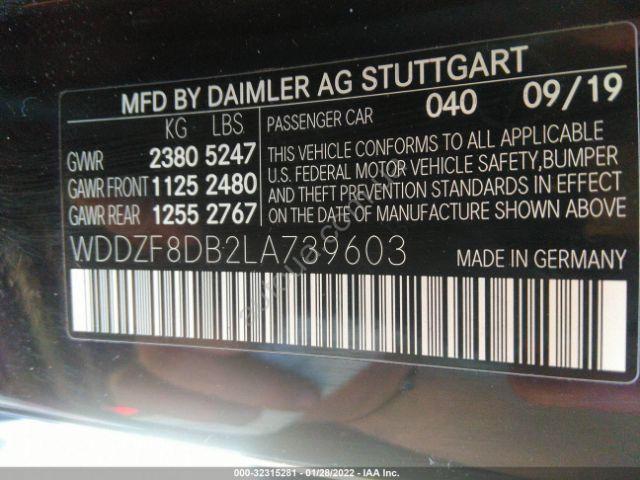 MFD BY DAIMLER AG STUTTGART
KG LBS PASSENGER CAR 040 09/19
GVWR 2380 5247
GAWR FRONT 1125 2480
GAWR REAR 1255 2767
THIS VEHICLE CONFORMS TO ALL APPLICABLE
U.S. FEDERAL MOTOR VEHICLE SAFETY,BUMPER
AND THEFT PREVENTION STANDARDS IN EFFECT
ON THE DATE OF MANUFACTURE SHOWN ABOVE
WDDZF8DB2LA739603 MADE IN GERMANY
000-32315281 - 01/28/2022 - IAA Inc.